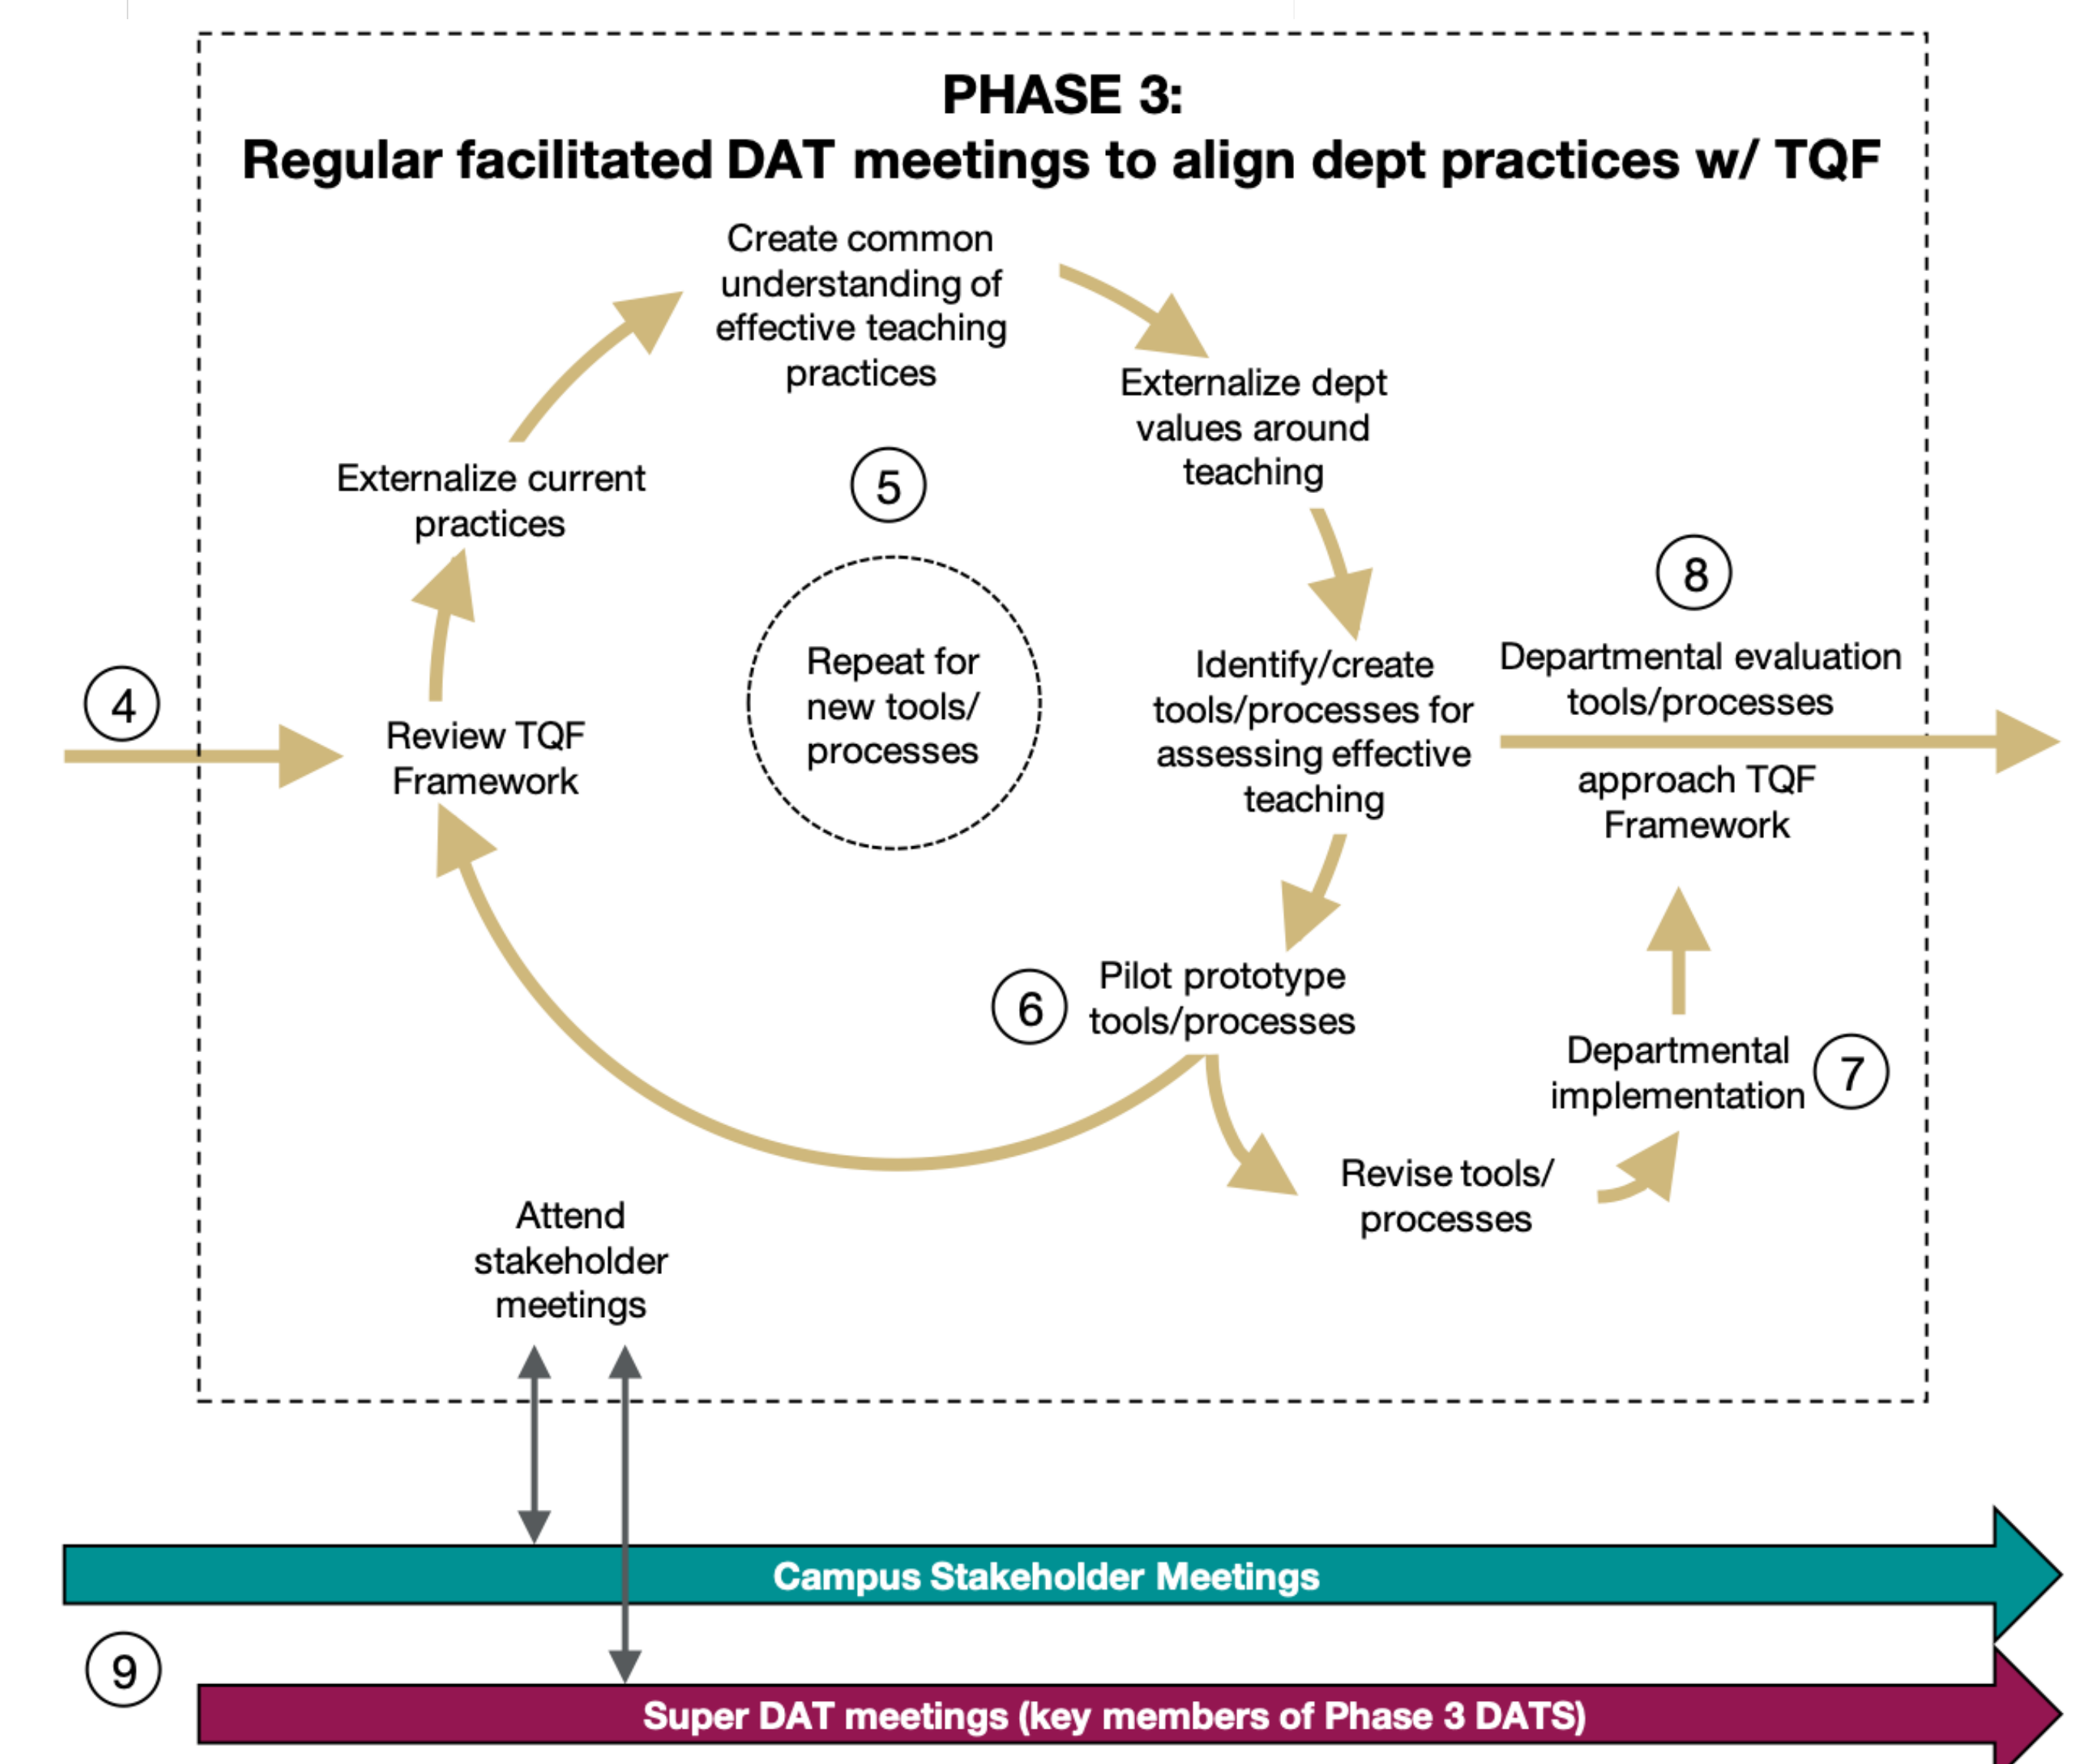 PHASE 3:
Regular facilitated DAT meetings to align dept practices w/ TQF
Create common
understanding of
effective teaching
practices
Externalize dept
values around
teaching
Externalize current
practices
5
8
Repeat for
new tools/
processes
Identify/create
tools/processes for
assessing effective
teaching
Departmental evaluation
tools/processes
approach TQF
Framework
4
Review TQF
Framework
6
Pilot prototype
tools/processes
Departmental
implementation
7
Revise tools/
processes
Attend
stakeholder
meetings
Campus Stakeholder Meetings
9
Super DAT meetings (key members of Phase 3 DATS)